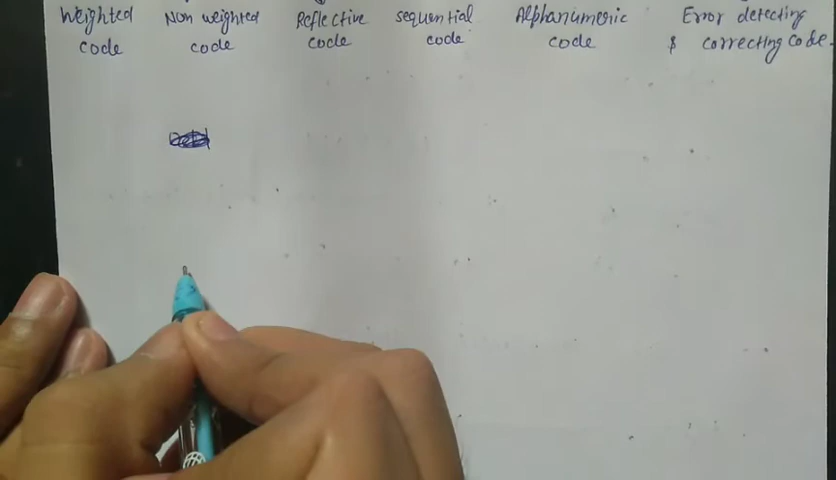 Weighted Non weighted Reflective sequential Alphanumeric Error detecting
code code code code code & correcting code.